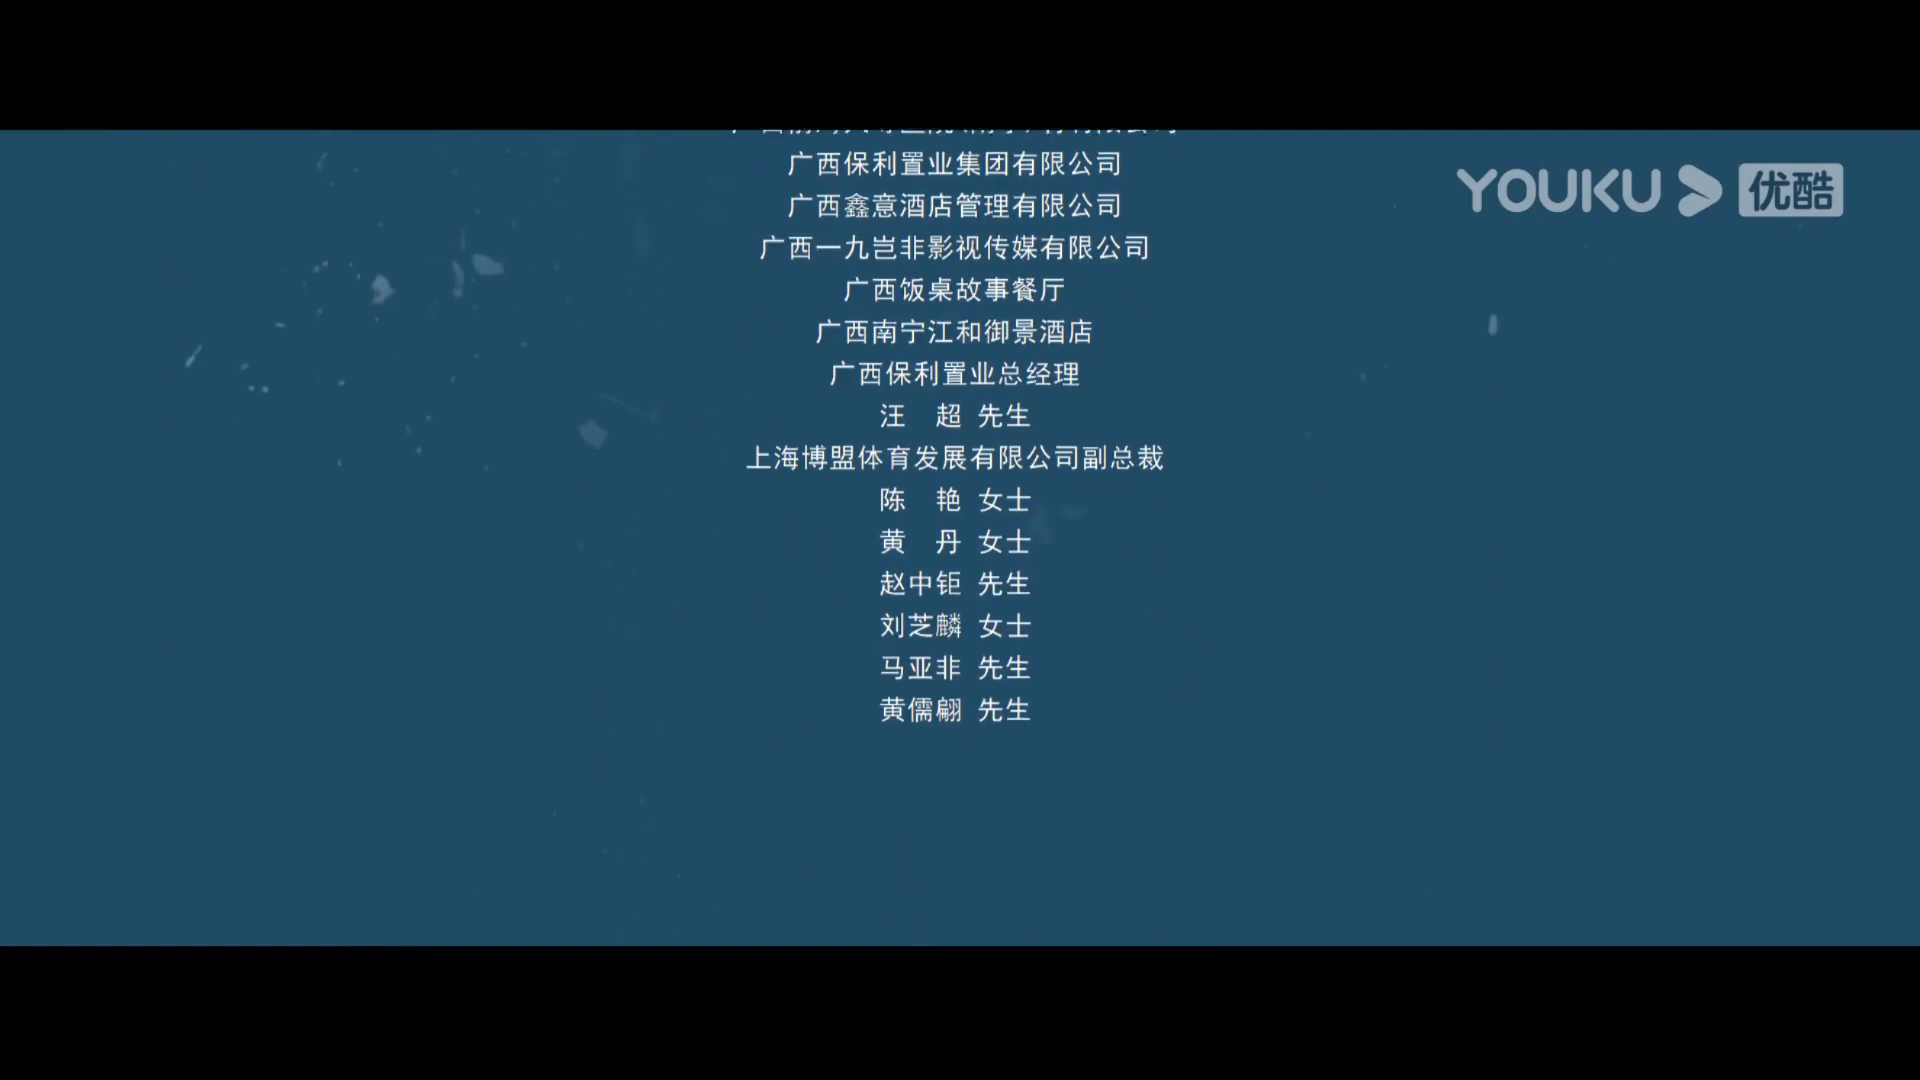 广西保利置业集团有限公司
YOUKU 优酷
广西鑫意酒店管理有限公司
广西一九岂非影视传媒有限公司
广西饭桌故事餐厅
广西南宁江和御景酒店
广西保利置业总经理
汪 超 先生
上海博盟体育发展有限公司副总裁
陈 艳 女士
黄 丹 女士
赵中钜 先生
刘芝麟 女士
马亚非 先生
黄儒翩 先生